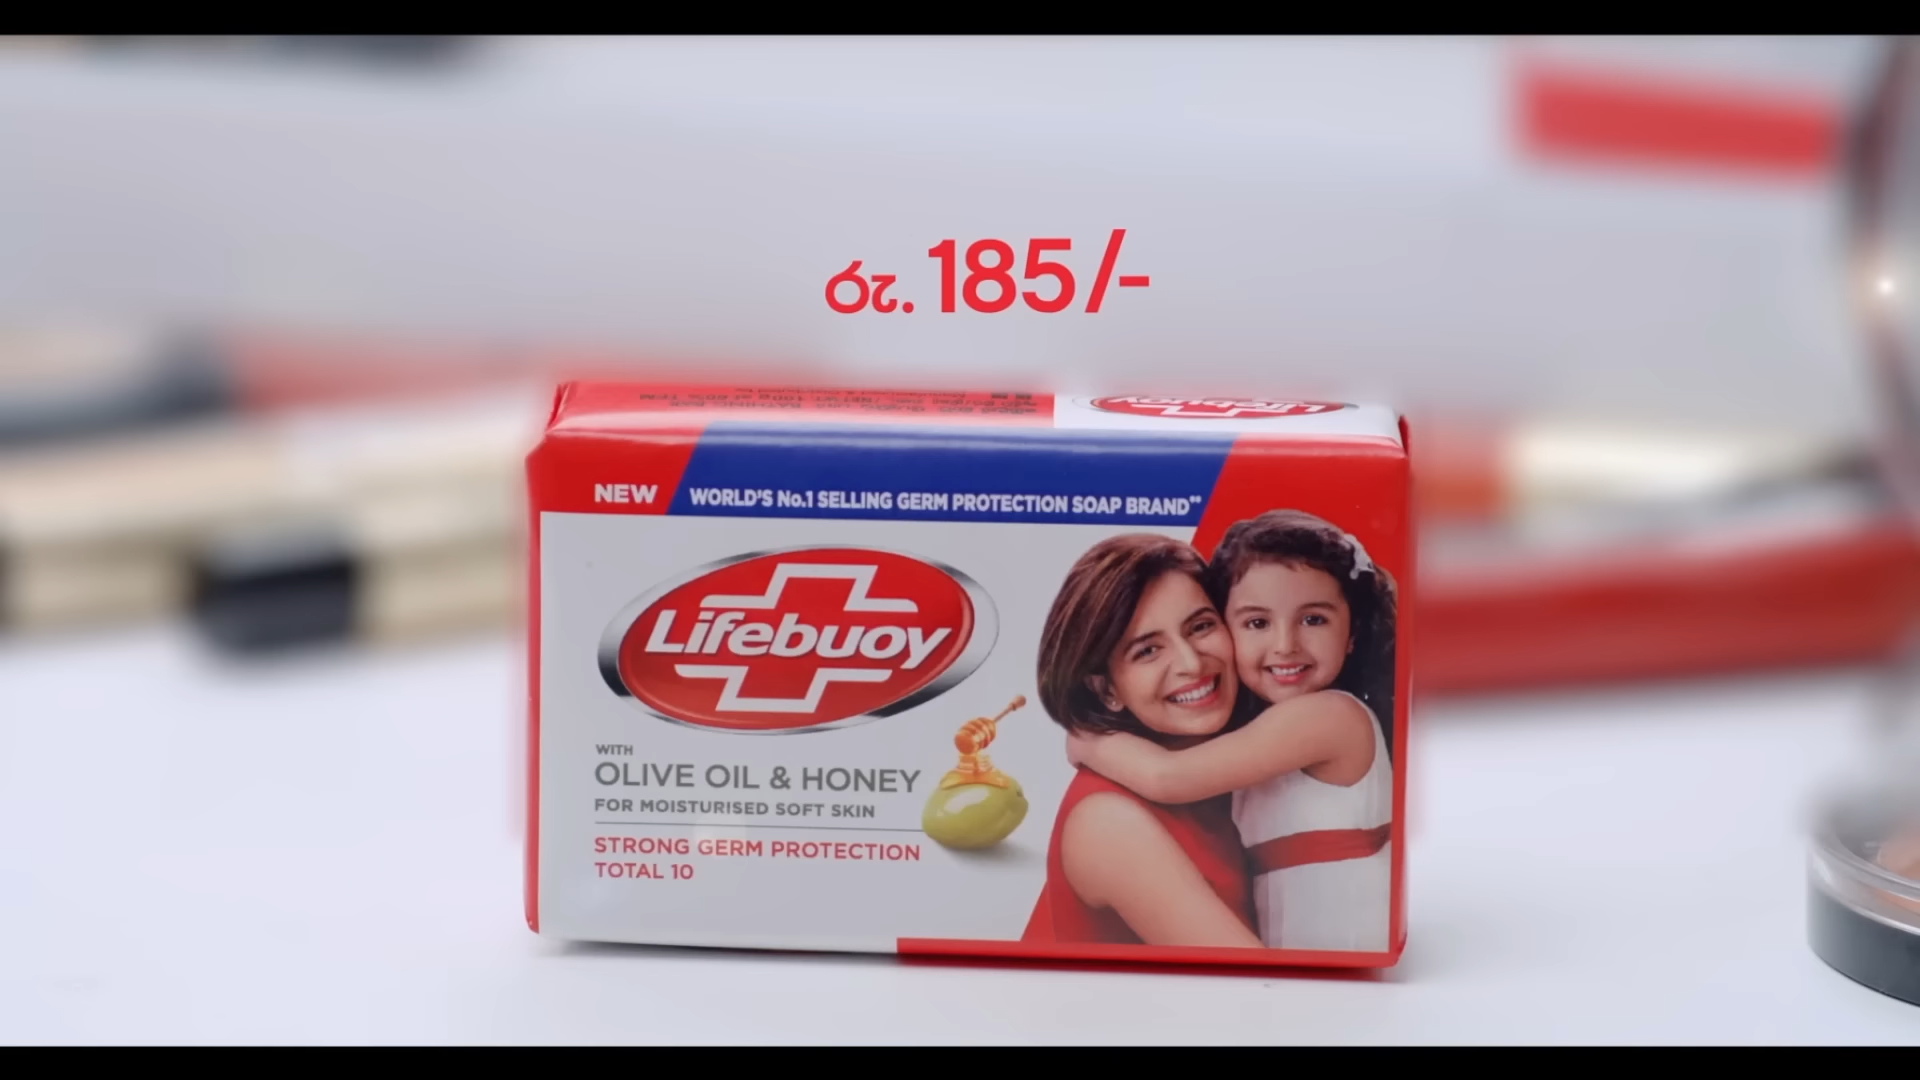 රු. 185/-
Lifebuoy
NEW
WORLD'S No.1 SELLING GERM PROTECTION SOAP BRAND**
Lifebuoy
WITH
OLIVE OIL & HONEY
FOR MOISTURISED SOFT SKIN
STRONG GERM PROTECTION
TOTAL 10